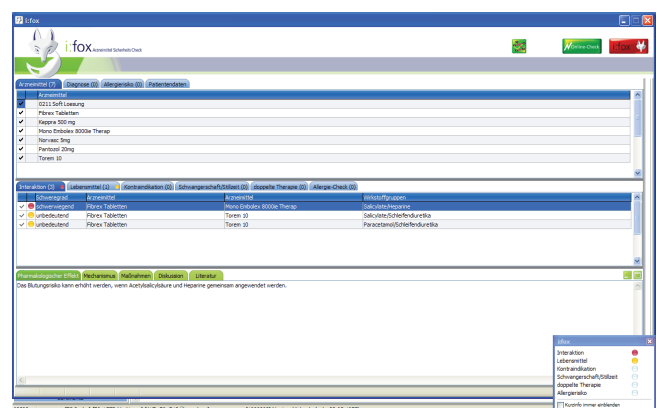 i:fox
i:fox Arzneimittel Sicherheits Check
Online-Check
i:fox
Arzneimittel (7) Diagnose (0) Allergierisiko (0) Patientendaten
Arzneimittel
0211 Soft Loesung
Fibrex Tabletten
Keppra 500 mg
Mono Embolex 8000ie Therap
Norvasc 5mg
Pantozol 20mg
Torem 10
Interaktion (3) Lebensmittel (1) Kontraindikation (0) Schwangerschaft/Stillzeit (0) doppelte Therapie (0) Allergie-Check (0)
Schweregrad Arzneimittel Arzneimittel Wirkstoffgruppen
schwerwiegend Fibrex Tabletten Mono Embolex 8000ie Therap Salicylate/Heparine
unbedeutend Fibrex Tabletten Torem 10 Salicylate/Schleifendiuretika
unbedeutend Fibrex Tabletten Torem 10 Paracetamol/Schleifendiuretika
Pharmakologischer Effekt Mechanismus Maßnahmen Diskussion Literatur
Das Blutungsrisiko kann erhöht werden, wenn Acetylsalicylsäure und Heparine gemeinsam angewendet werden.
i:fox
Interaktion
Lebensmittel
Kontraindikation
Schwangerschaft/Stillzeit
doppelte Therapie
Allergierisiko
Kurzinfo immer einblenden